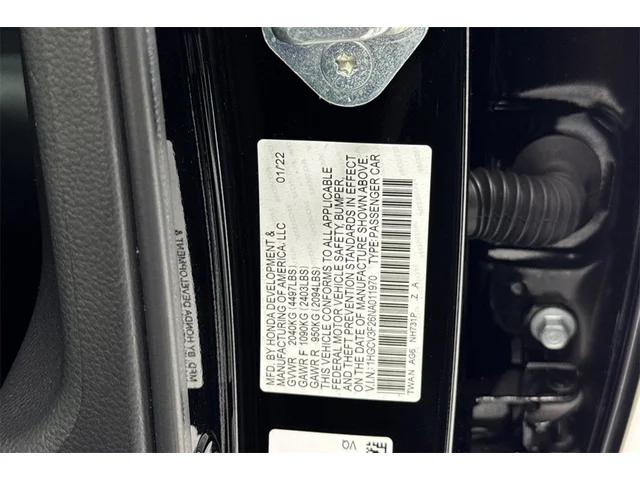 MFD. BY HONDA DEVELOPMENT &
MANUFACTURING OF AMERICA, LLC 01/22
GVWR 2040KG (4497LBS)
GAWR F 1090KG (2403LBS)
GAWR R 950KG (2094LBS)
THIS VEHICLE CONFORMS TO ALL APPLICABLE
FEDERAL MOTOR VEHICLE SAFETY, BUMPER,
AND THEFT PREVENTION STANDARDS IN EFFECT
ON THE DATE OF MANUFACTURE SHOWN ABOVE.
V.I.N.: 1HGCV3F26NA011970 TYPE:PASSENGER CAR
TWAN AG6 NH731P Z A
VQ